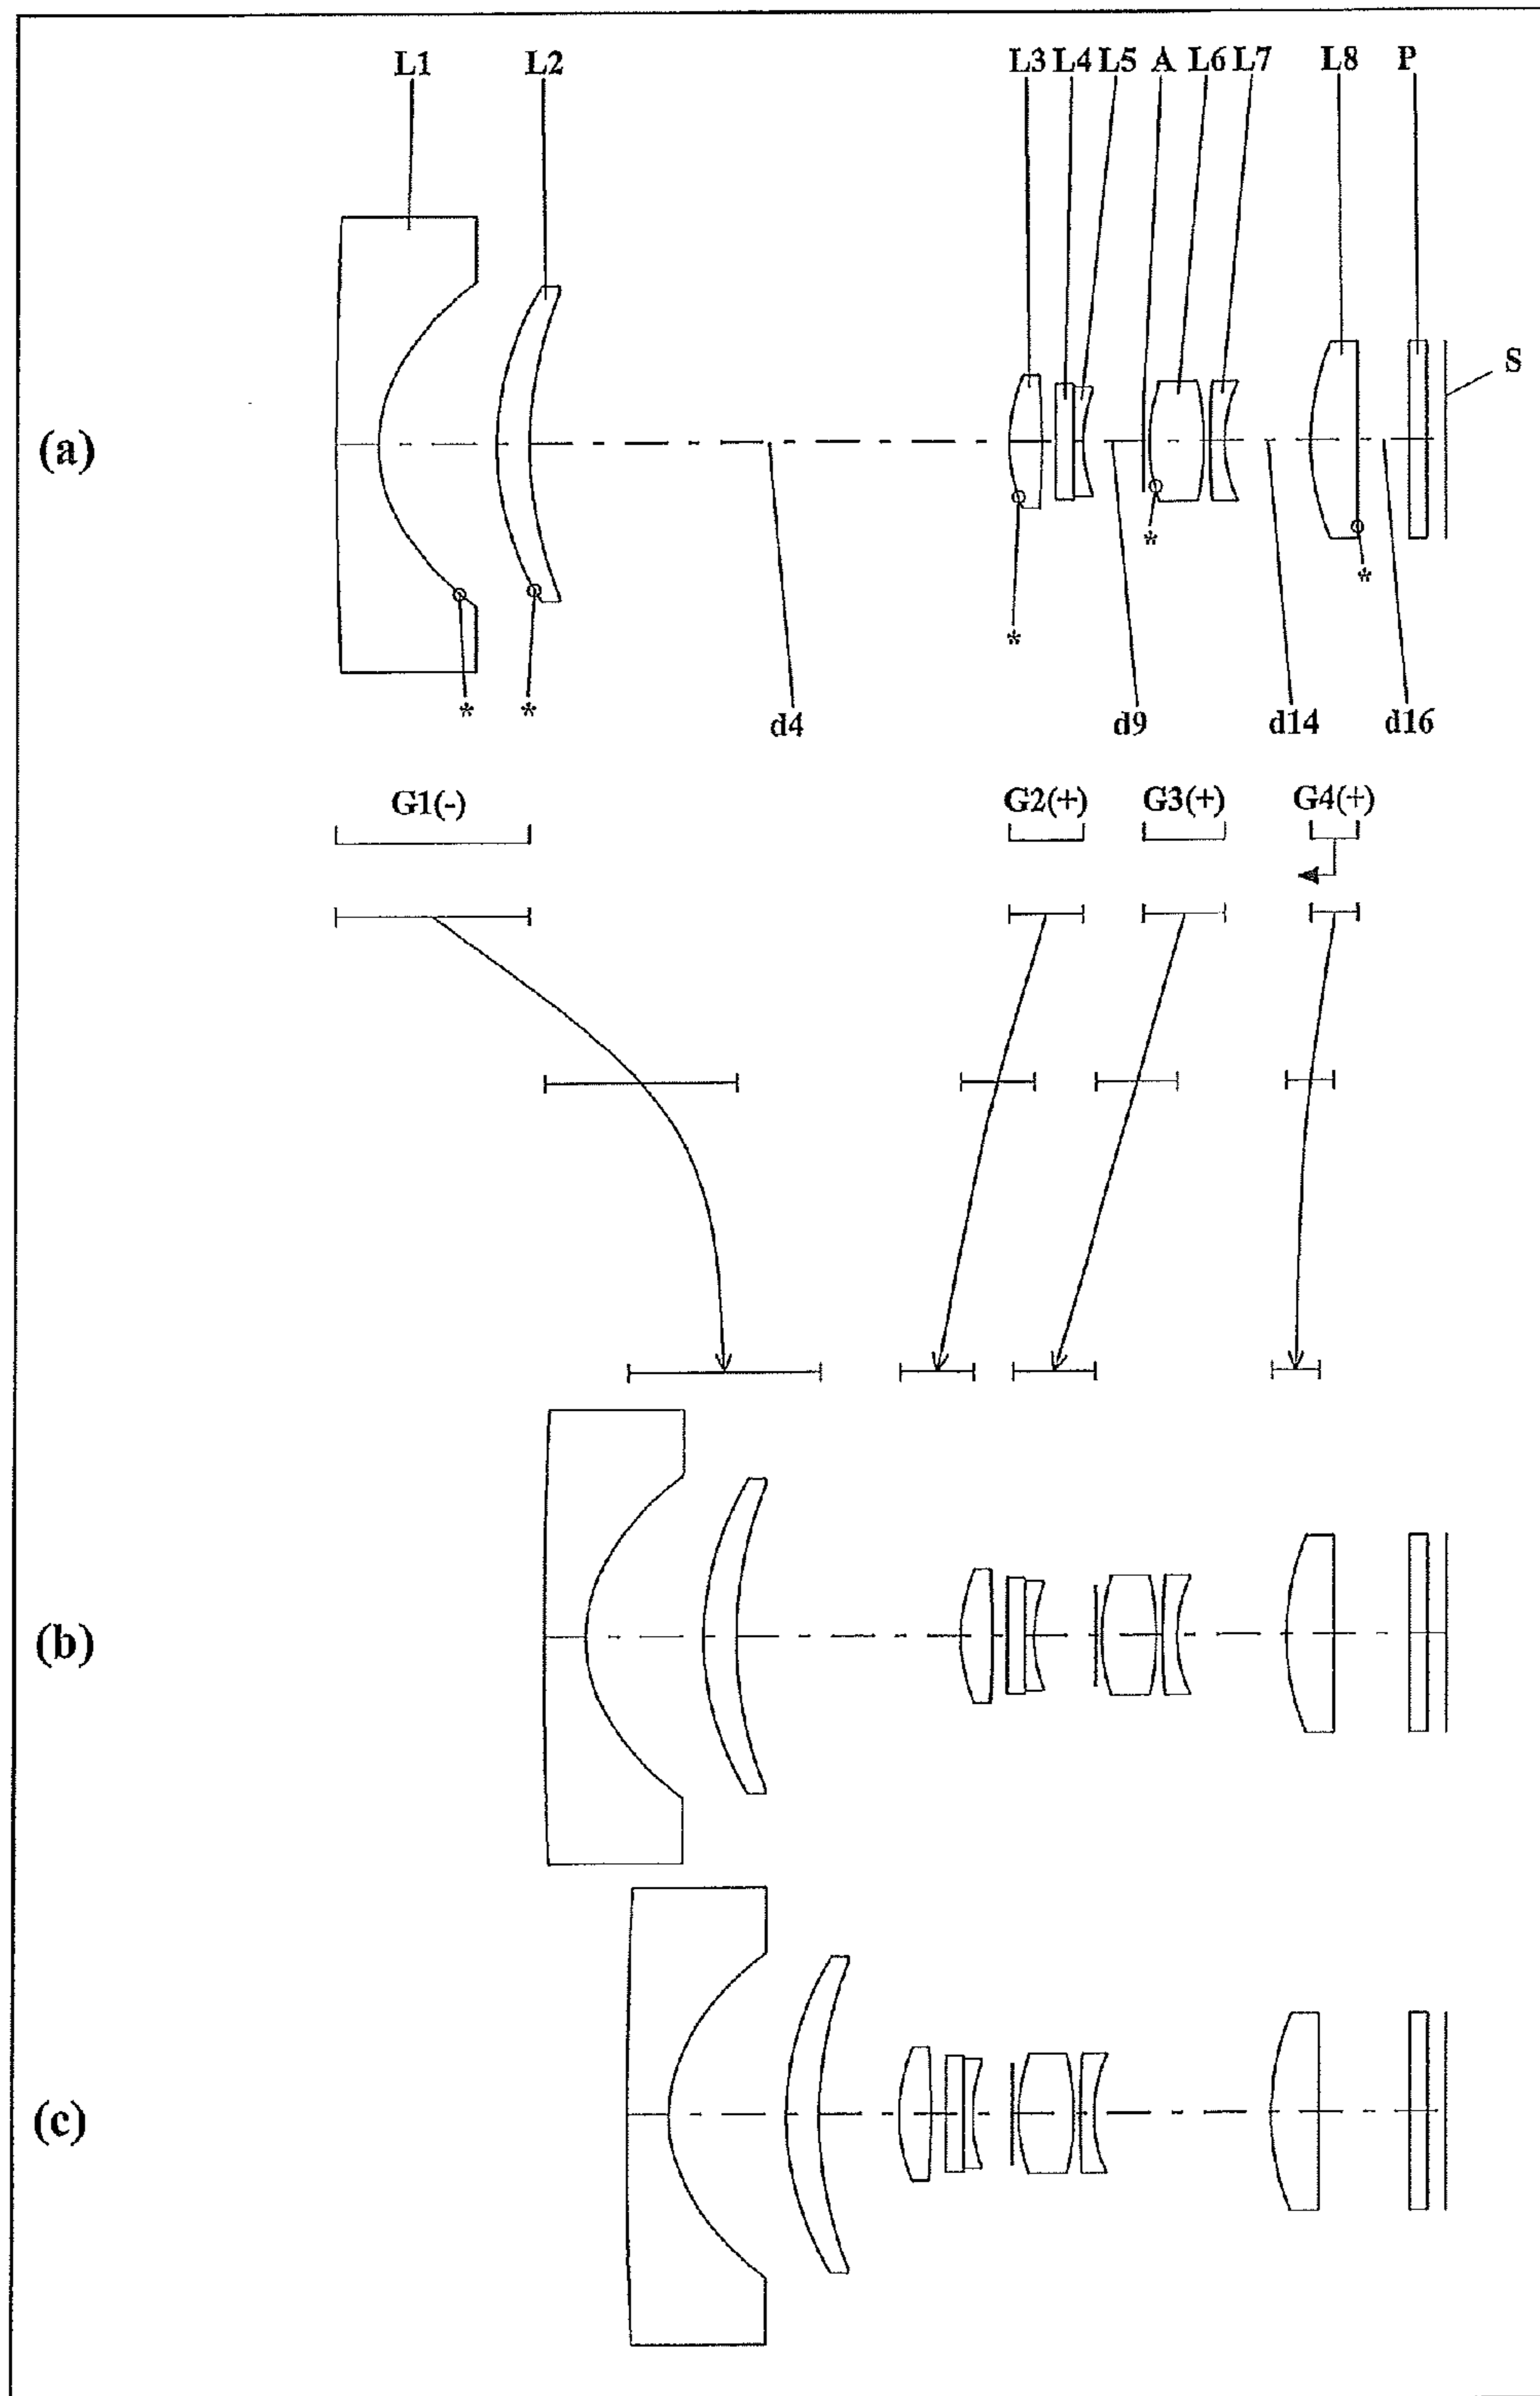 L1 L2 L3 L4 L5 A L6 L7 L8 P
S
(a)
*
*
*
*
*
d4 d9 d14 d16
G1(-) G2(+) G3(+) G4(+)
(b)
(c)